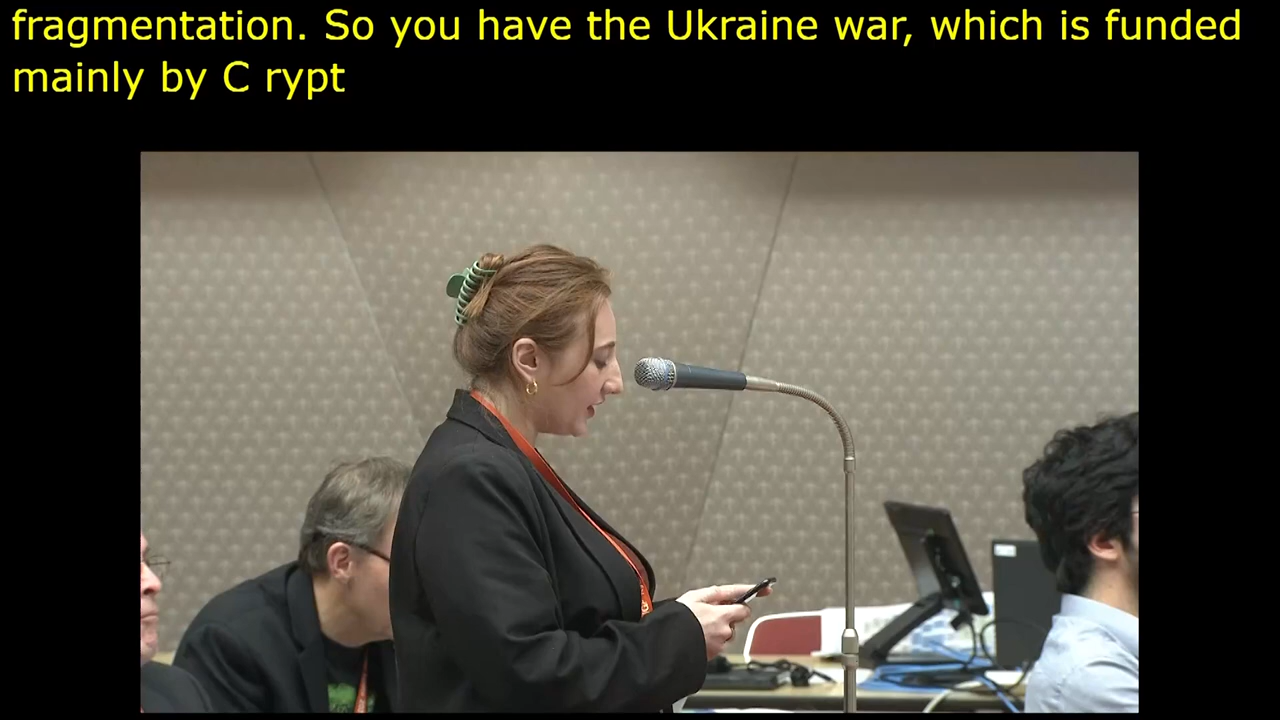 fragmentation. So you have the Ukraine war, which is funded
mainly by C rypt